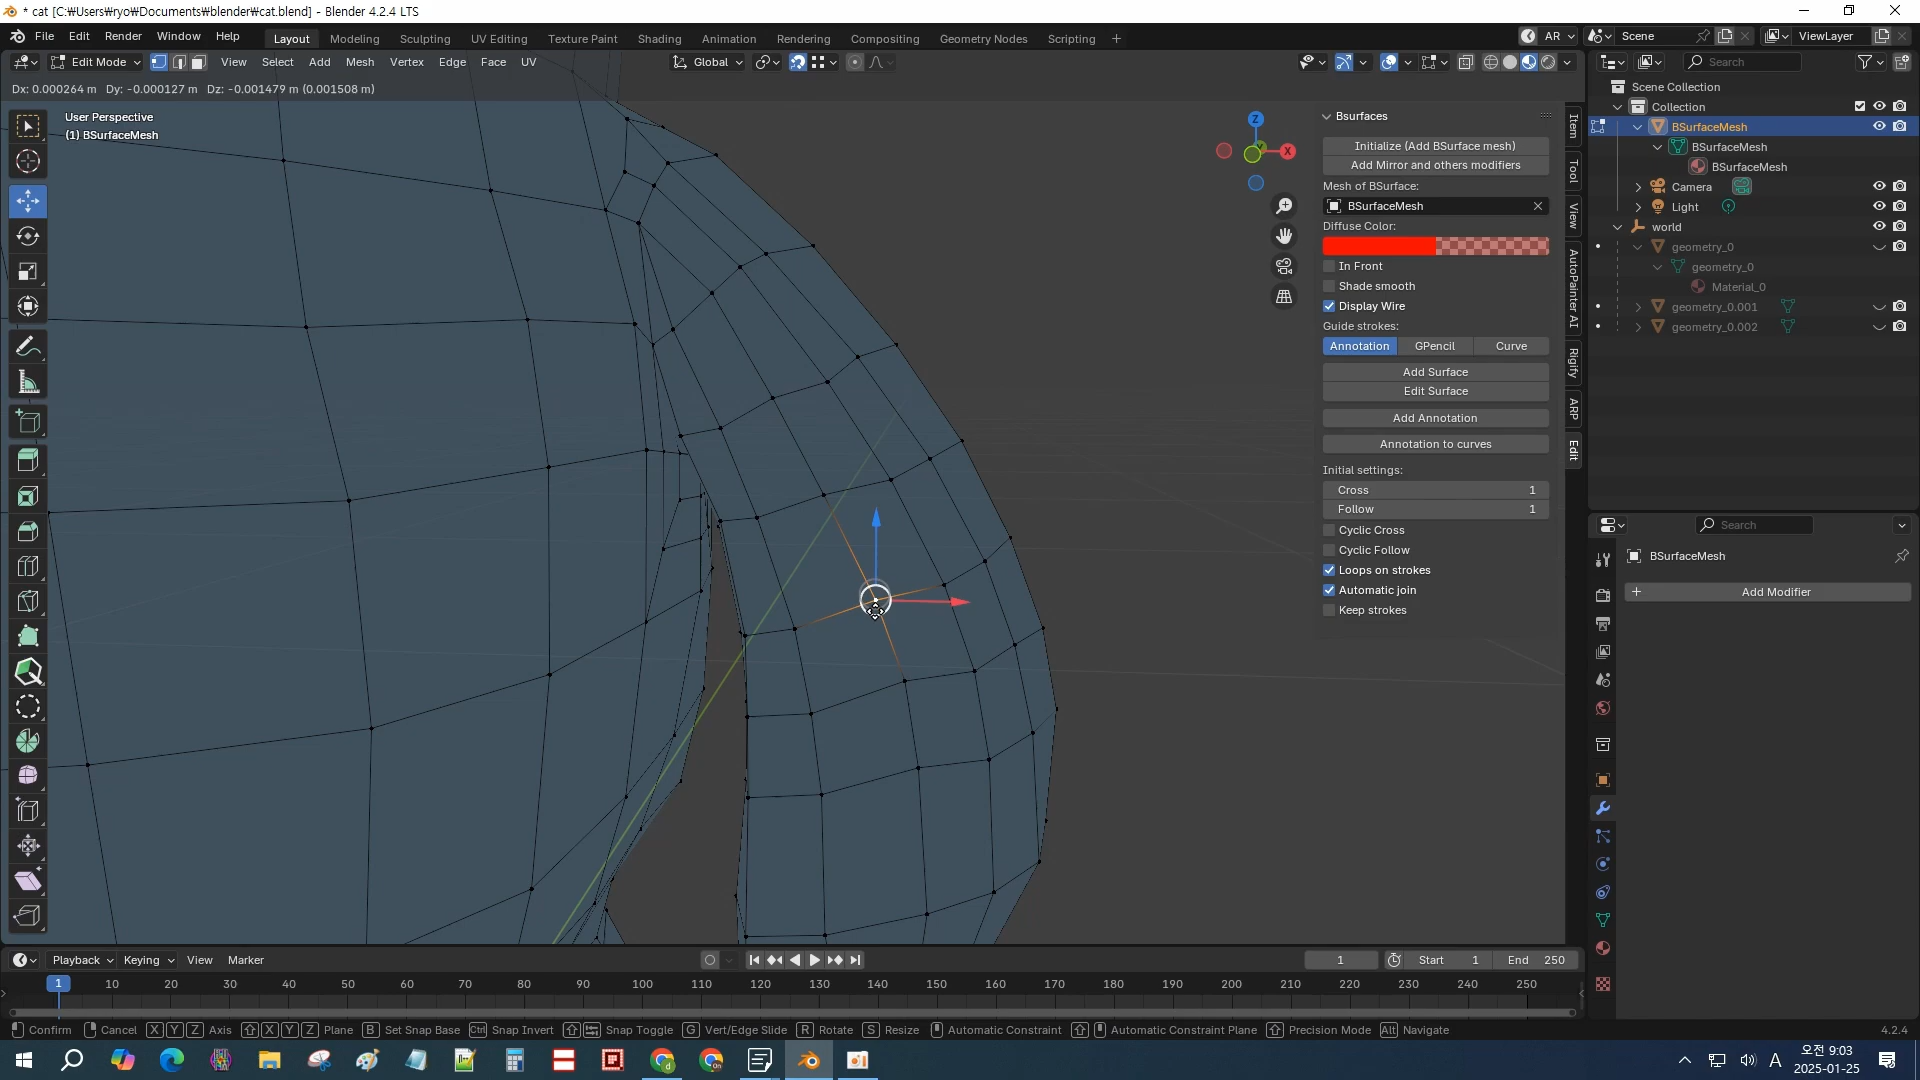 * cat [C:₩Users₩ryo₩Documents₩blender₩cat.blend] - Blender 4.2.4 LTS
File Edit Render Window Help Layout Modeling Sculpting UV Editing Texture Paint Shading Animation Rendering Compositing Geometry Nodes Scripting + AR Scene ViewLayer
Edit Mode View Select Add Mesh Vertex Edge Face UV Global Search
Dx: 0.000264 m Dy: -0.000127 m Dz: -0.001479 m (0.001508 m)
User Perspective
(1) BSurfaceMesh
Z
X
Bsurfaces
Initialize (Add BSurface mesh)
Add Mirror and others modifiers
Mesh of BSurface:
BSurfaceMesh
Diffuse Color:
In Front
Shade smooth
Display Wire
Guide strokes:
Annotation GPencil Curve
Add Surface
Edit Surface
Add Annotation
Annotation to curves
Initial settings:
Cross 1
Follow 1
Cyclic Cross
Cyclic Follow
Loops on strokes
Automatic join
Keep strokes
Item
Tool
View
AutoPainter AI
Rigify
ARP
Edit
Scene Collection
Collection
BSurfaceMesh
BSurfaceMesh
BSurfaceMesh
Camera
Light
world
geometry_0
geometry_0
Material_0
geometry_0.001
geometry_0.002
Search
BSurfaceMesh
+ Add Modifier
Playback Keying View Marker 1 Start 1 End 250
1 10 20 30 40 50 60 70 80 90 100 110 120 130 140 150 160 170 180 190 200 210 220 230 240 250
Confirm Cancel X Y Z Axis X Y Z Plane B Set Snap Base Ctrl Snap Invert Snap Toggle G Vert/Edge Slide R Rotate S Resize Automatic Constraint Automatic Constraint Plane Precision Mode Alt Navigate 4.2.4
A 오전 9:03
2025-01-25